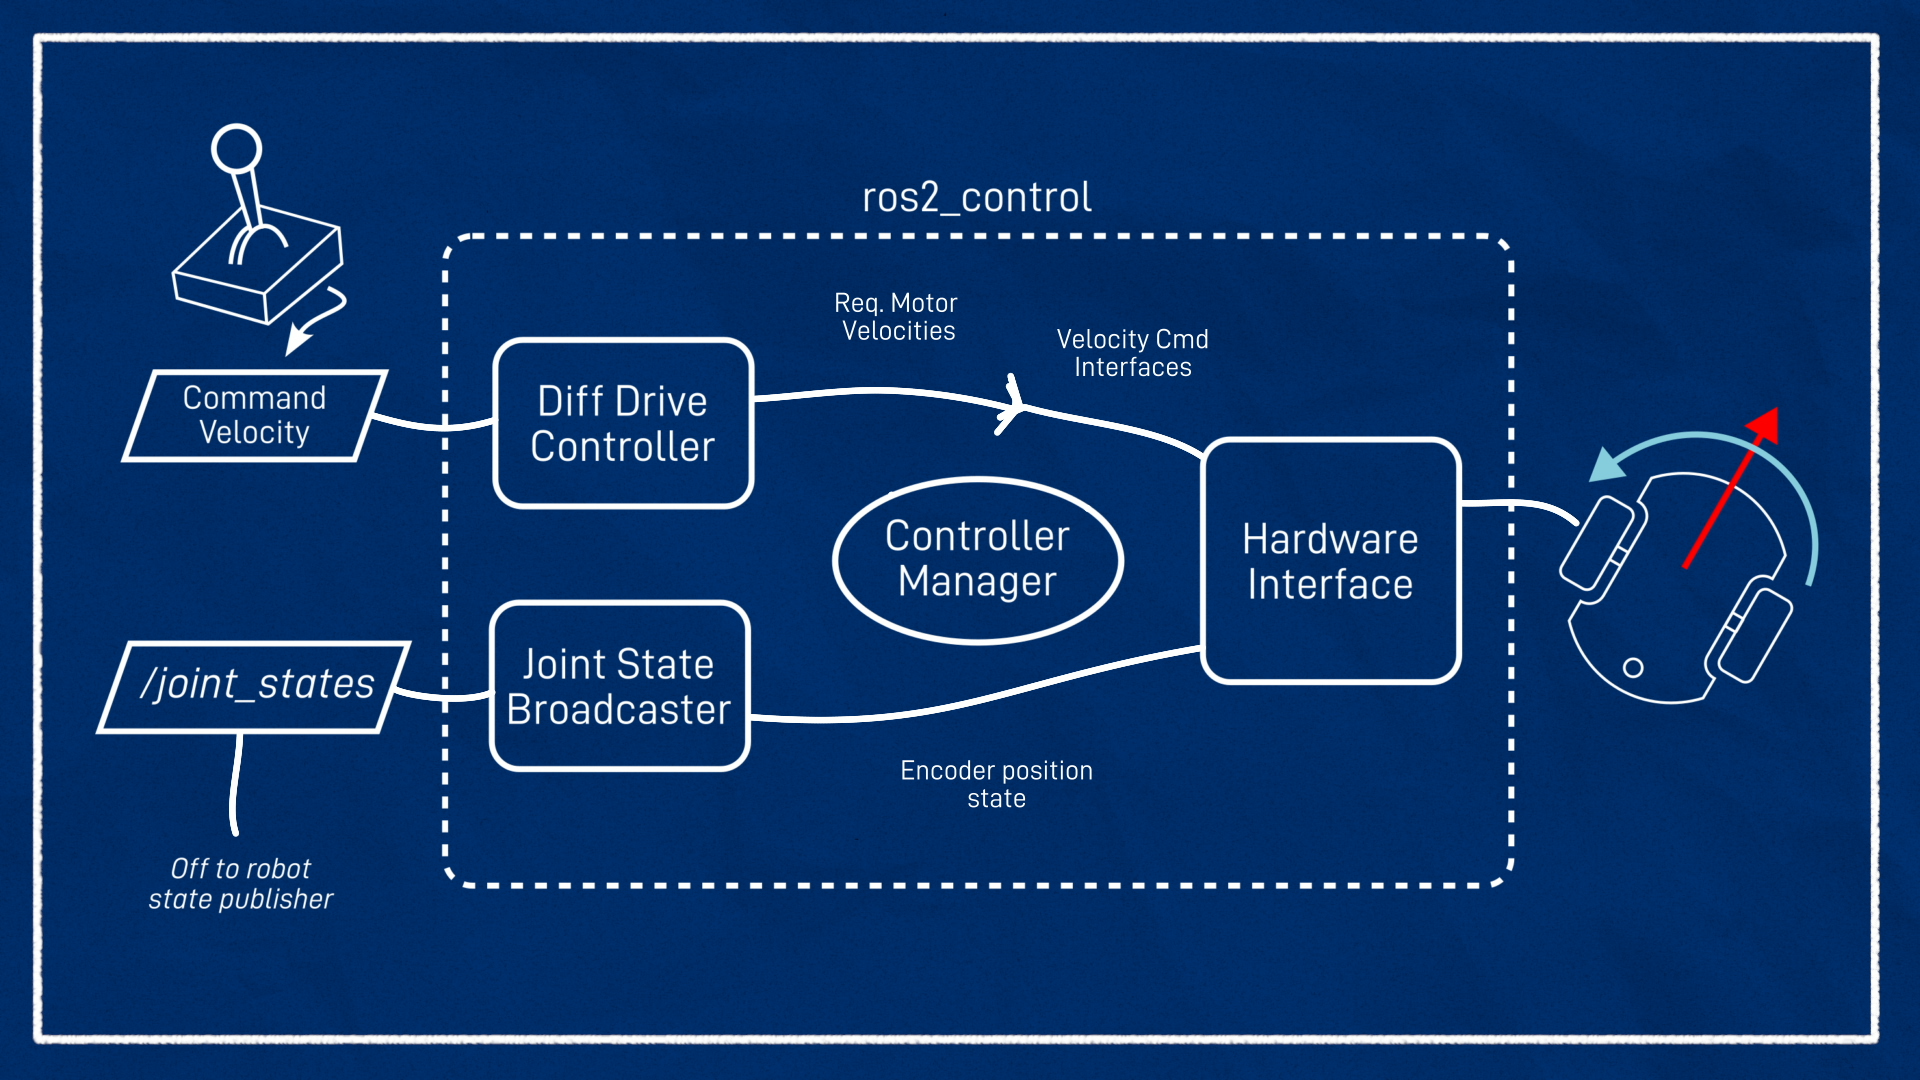 ros2_control
Req. Motor
Velocities
Velocity Cmd
Interfaces
Command
Velocity
Diff Drive
Controller
Controller
Manager
Hardware
Interface
/joint_states
Joint State
Broadcaster
Encoder position
state
Off to robot
state publisher